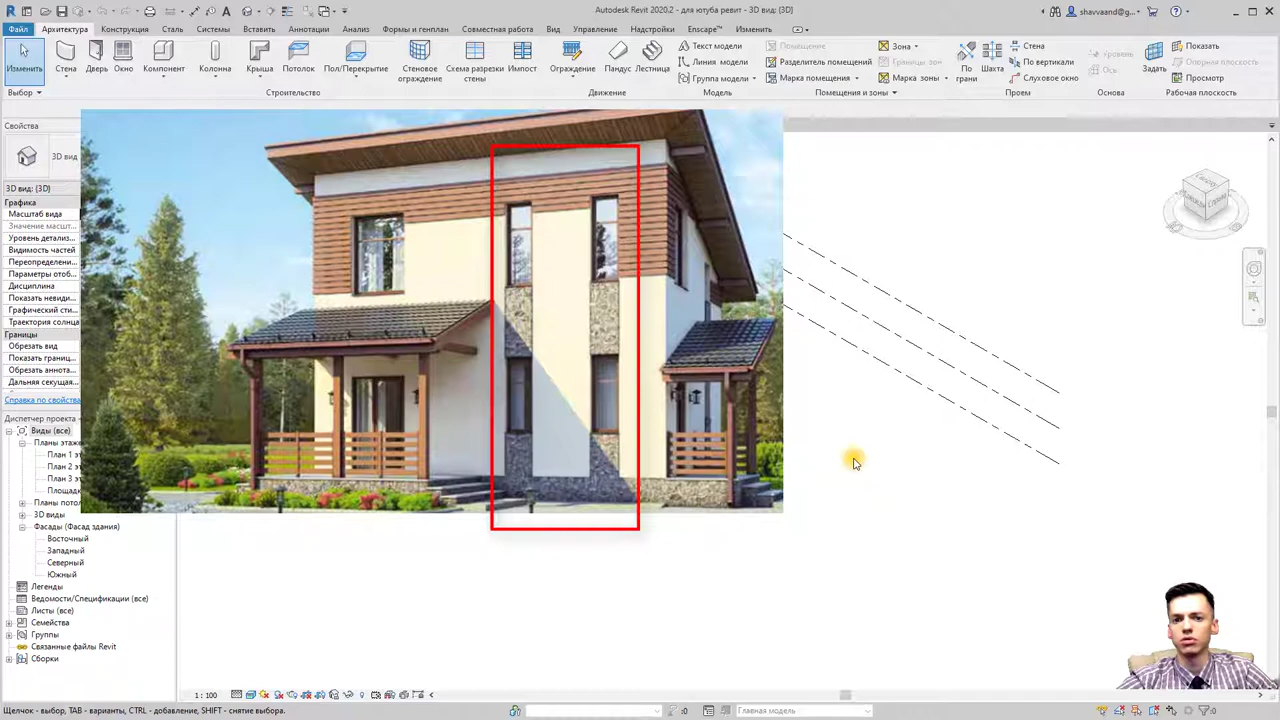 Autodesk Revit 2020.2 - для ютуба ревит - 3D вид: {3D}
shavvaand@g...
Файл Архитектура Конструкция Сталь Системы Вставить Аннотации Анализ Формы и генплан Совместная работа Вид Управление Enscape™ Изменить
Изменить
Стена
Дверь
Окно
Компонент
Колонна
Крыша
Потолок
Пол/Перекрытие
Стеновое ограждение
Схема разрезки стены
Импост
Ограждение
Пандус
Лестница
Текст модели
Линия модели
Группа модели
Помещение
Разделитель помещений
Марка помещения
Зона
Границы зон
Марка зоны
По грани
Шахта
Стена
По вертикали
Слуховое окно
Уровень
Ось
Задать
Показать
Опорная плоскость
Просмотр
Выбор
Строительство
Движение
Модель
Помещения и зоны
Проем
Основа
Рабочая плоскость
Свойства
3D вид
3D вид: {3D}
Графика
Масштаб вида
Значение масшт...
Уровень детализ...
Видимость частей
Переопределени...
Параметры отоб...
Дисциплина
Показать невиди...
Графический сти...
Траектория солнца
Границы
Обрезать вид
Показать границ...
Обрезать аннота...
Дальняя секущая...
Справка по свойства
Диспетчер проекта -
Виды (все)
Планы этаже
План 1 э
План 2 э
План 3 э
Площадк
Планы потол
3D виды
Фасады (Фасад здания)
Восточный
Западный
Северный
Южный
Легенды
Ведомости/Спецификации (все)
Листы (все)
Семейства
Группы
Связанные файлы Revit
Сборки
1 : 100
Щелчок - выбор, TAB - варианты, CTRL - добавление, SHIFT - снятие выбора.
:0
Главная модель
:0